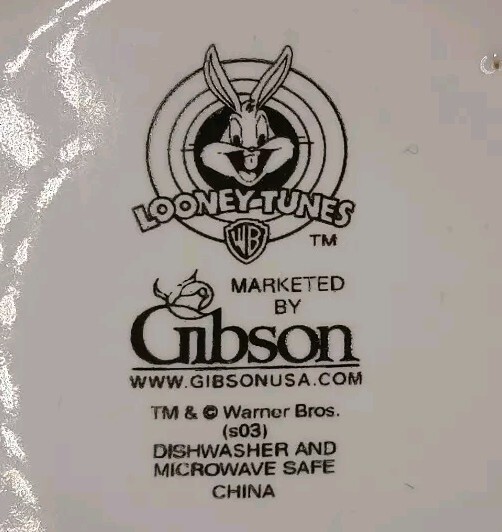 LOONEY TUNES
WB
TM
MARKETED
BY
Gibson
WWW.GIBSONUSA.COM
TM & © Warner Bros.
(s03)
DISHWASHER AND
MICROWAVE SAFE
CHINA